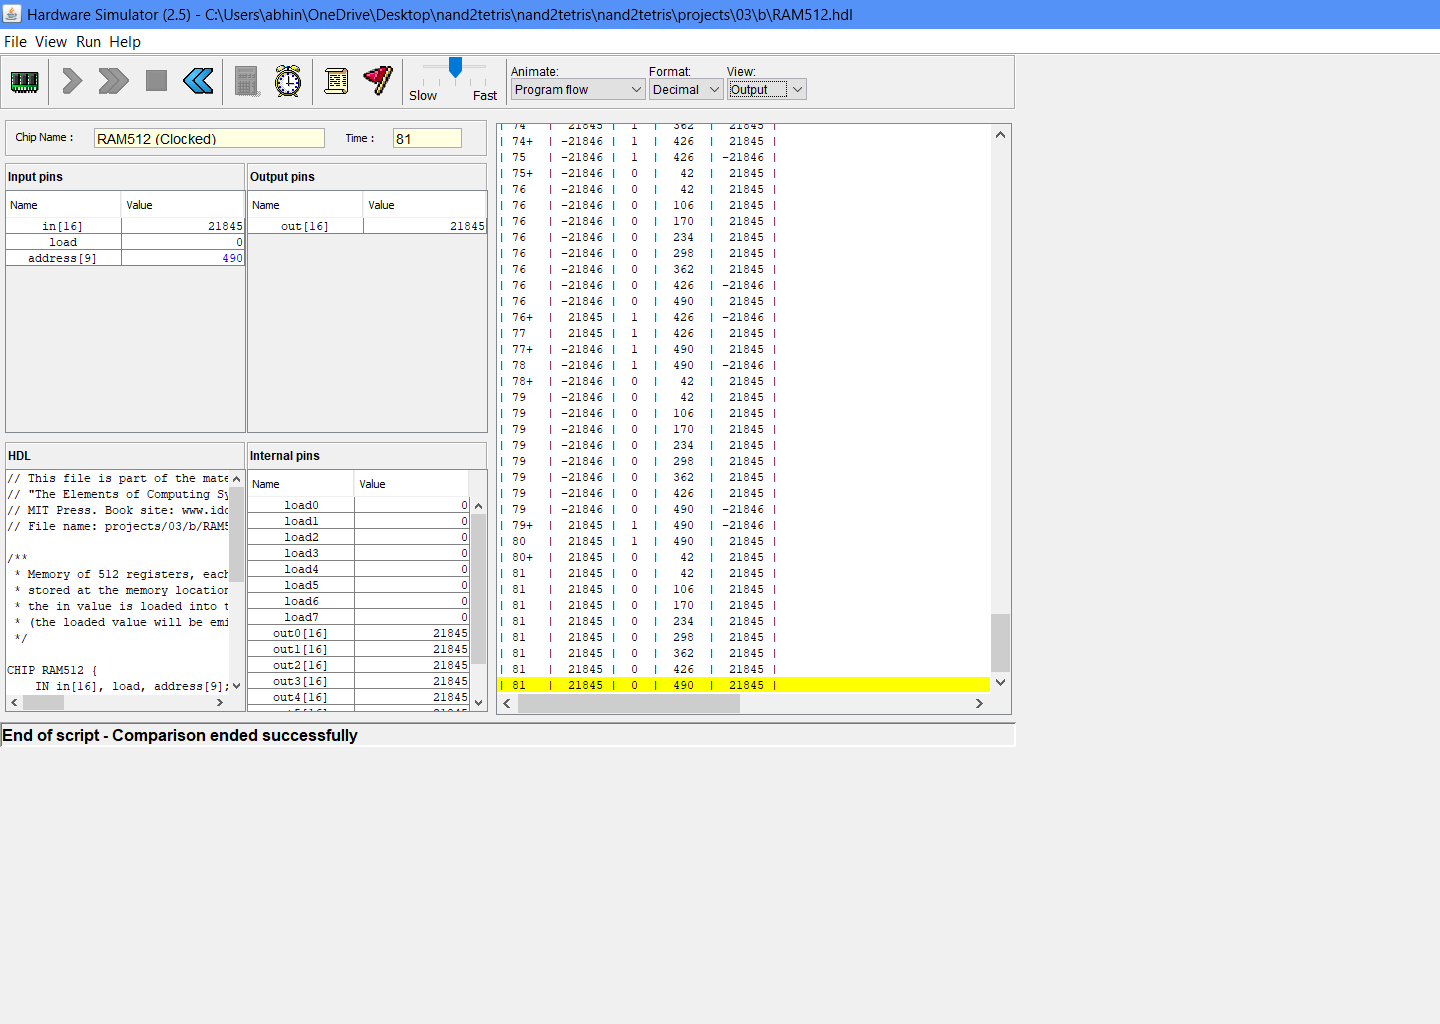 Hardware Simulator (2.5) - C:\Users\abhin\OneDrive\Desktop\nand2tetris\nand2tetris\nand2tetris\projects\03\b\RAM512.hdl
File View Run Help
Slow Fast
Animate: Format: View:
Program flow Decimal Output
Chip Name : RAM512 (Clocked) Time : 81
Input pins
Name Value
in[16] 21845
load 0
address[9] 490
Output pins
Name Value
out[16] 21845
HDL
// This file is part of the mate
// "The Elements of Computing Sy
// MIT Press. Book site: www.idc
// File name: projects/03/b/RAM5
/**
* Memory of 512 registers, each
* stored at the memory location
* the in value is loaded into t
* (the loaded value will be emi
*/
CHIP RAM512 {
IN in[16], load, address[9];
Internal pins
Name Value
load0 0
load1 0
load2 0
load3 0
load4 0
load5 0
load6 0
load7 0
out0[16] 21845
out1[16] 21845
out2[16] 21845
out3[16] 21845
out4[16] 21845
| 74 | 21845 | 1 | 362 | 21845 |
| 74+ | -21846 | 1 | 426 | 21845 |
| 75 | -21846 | 1 | 426 | -21846 |
| 75+ | -21846 | 0 | 42 | 21845 |
| 76 | -21846 | 0 | 42 | 21845 |
| 76 | -21846 | 0 | 106 | 21845 |
| 76 | -21846 | 0 | 170 | 21845 |
| 76 | -21846 | 0 | 234 | 21845 |
| 76 | -21846 | 0 | 298 | 21845 |
| 76 | -21846 | 0 | 362 | 21845 |
| 76 | -21846 | 0 | 426 | -21846 |
| 76 | -21846 | 0 | 490 | 21845 |
| 76+ | 21845 | 1 | 426 | -21846 |
| 77 | 21845 | 1 | 426 | 21845 |
| 77+ | -21846 | 1 | 490 | 21845 |
| 78 | -21846 | 1 | 490 | -21846 |
| 78+ | -21846 | 0 | 42 | 21845 |
| 79 | -21846 | 0 | 42 | 21845 |
| 79 | -21846 | 0 | 106 | 21845 |
| 79 | -21846 | 0 | 170 | 21845 |
| 79 | -21846 | 0 | 234 | 21845 |
| 79 | -21846 | 0 | 298 | 21845 |
| 79 | -21846 | 0 | 362 | 21845 |
| 79 | -21846 | 0 | 426 | 21845 |
| 79 | -21846 | 0 | 490 | -21846 |
| 79+ | 21845 | 1 | 490 | -21846 |
| 80 | 21845 | 1 | 490 | 21845 |
| 80+ | 21845 | 0 | 42 | 21845 |
| 81 | 21845 | 0 | 42 | 21845 |
| 81 | 21845 | 0 | 106 | 21845 |
| 81 | 21845 | 0 | 170 | 21845 |
| 81 | 21845 | 0 | 234 | 21845 |
| 81 | 21845 | 0 | 298 | 21845 |
| 81 | 21845 | 0 | 362 | 21845 |
| 81 | 21845 | 0 | 426 | 21845 |
| 81 | 21845 | 0 | 490 | 21845 |
End of script - Comparison ended successfully